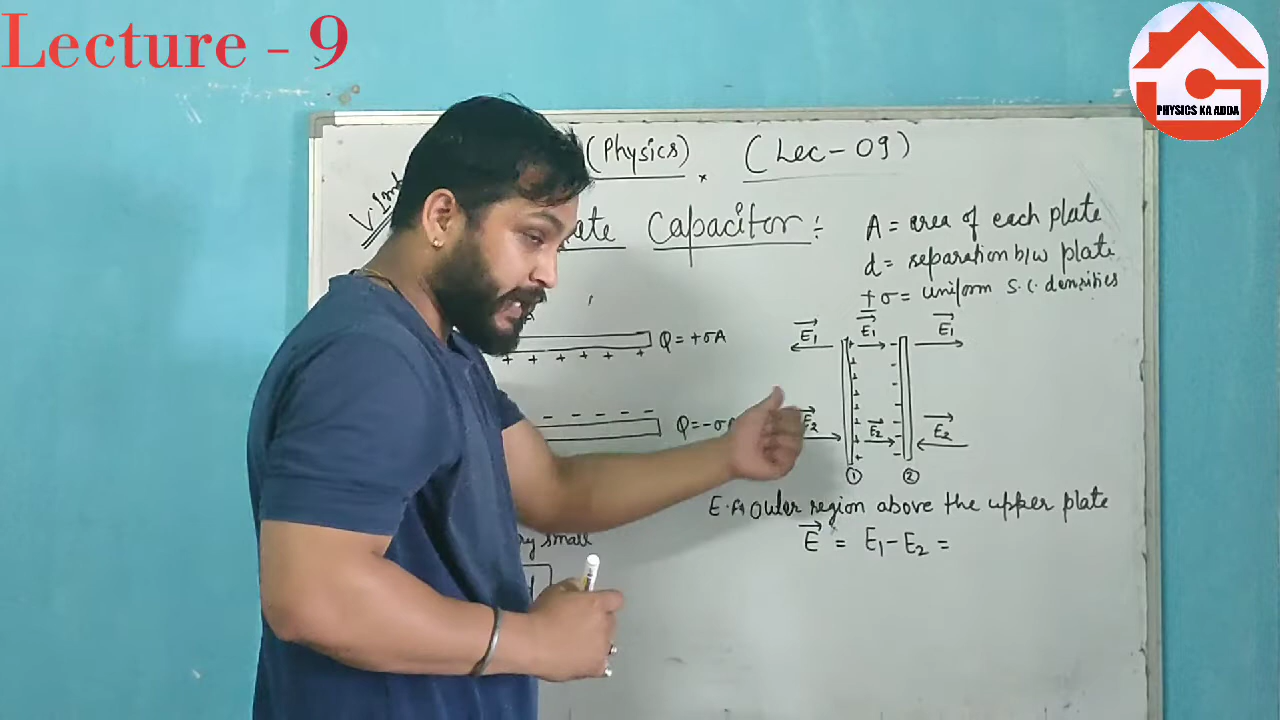 Lecture - 9
PHYSICS KA ADDA
(Physics) (Lec-09)
V. Imt
Capacitor :-
A = area of each plate
d = separation b/w plate
+σ = uniform S.C. densities
Q = +σA
+ + + + + +
- - - - -
Q = -σA
E₁ E₁ E₁
E₂ E₂ E₂
① ②
outer region above the upper plate
E = E₁ - E₂ =
small